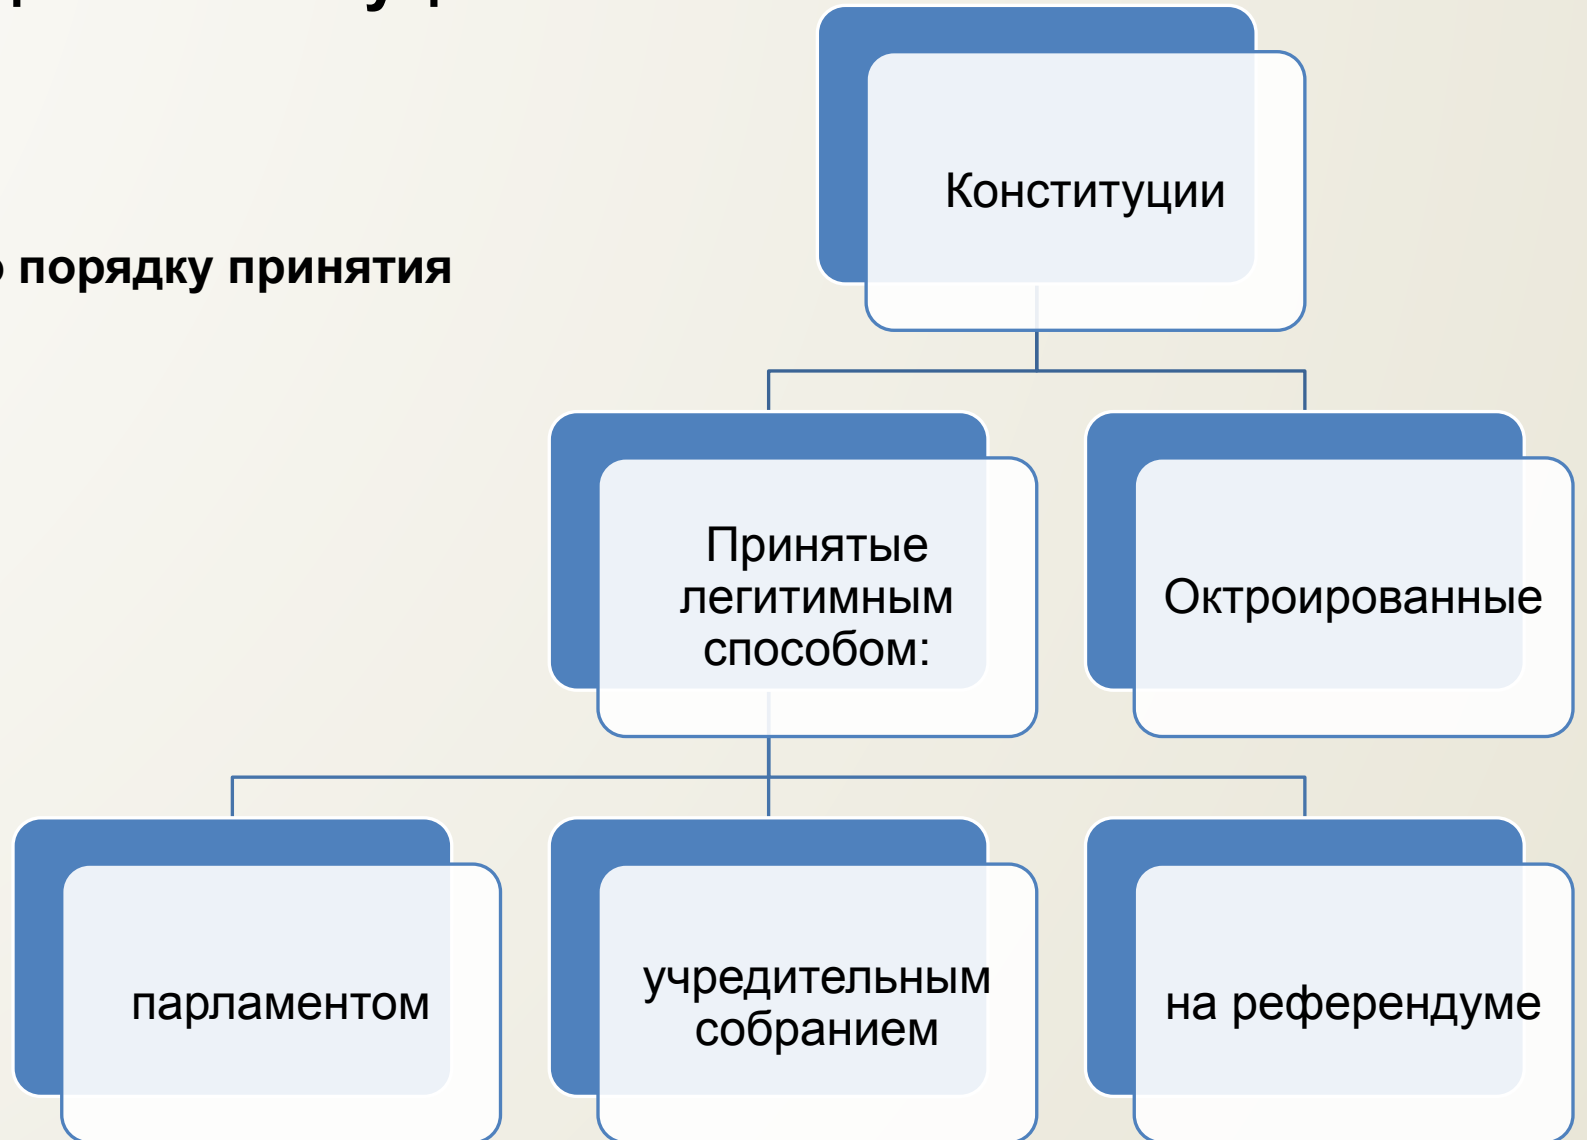 Конституции
порядку принятия
Принятые
легитимным
способом:
Октроированные
парламентом
учредительным
собранием
на референдуме